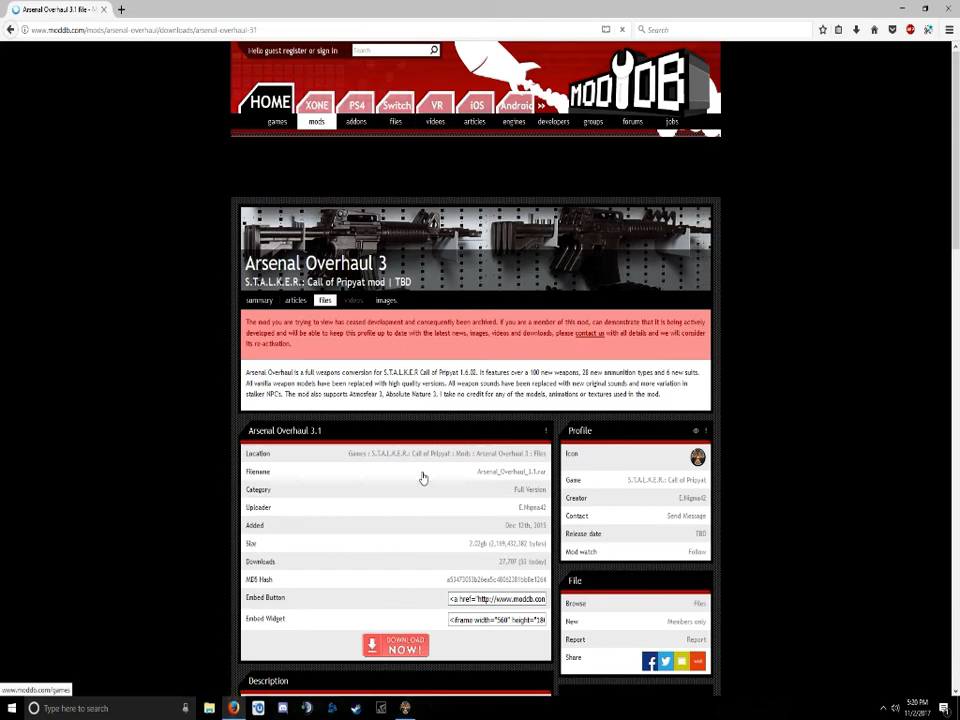 Arsenal Overhaul 3.1 file - M
www.moddb.com/mods/arsenal-overhaul/downloads/arsenal-overhaul-31
Search
Hello guest register or sign in
Search
MODDB
HOME XONE PS4 Switch VR iOS Android »
games mods addons files videos articles engines developers groups forums jobs
Arsenal Overhaul 3
S.T.A.L.K.E.R.: Call of Pripyat mod | TBD
summary articles files videos images
The mod you are trying to view has ceased development and consequently been archived. If you are a member of this mod, can demonstrate that it is being actively
developed and will be able to keep this profile up to date with the latest news, images, videos and downloads, please contact us with all details and we will consider
its re-activation.
Arsenal Overhaul is a full weapons conversion for S.T.A.L.K.E.R Call of Pripyat 1.6.02. It features over a 100 new weapons, 28 new ammunition types and 6 new suits.
All vanilla weapon models have been replaced with high quality versions. All weapon sounds have been replaced with new original sounds and more variation in
stalker NPCs. The mod also supports Atmosfear 3, Absolute Nature 3. I take no credit for any of the models, animations or textures used in the mod.
Arsenal Overhaul 3.1
Location Games : S.T.A.L.K.E.R.: Call of Pripyat : Mods : Arsenal Overhaul 3 : Files
Filename Arsenal_Overhaul_3.1.rar
Category Full Version
Uploader E.Nigma42
Added Dec 12th, 2015
Size 2.02gb (2,169,432,382 bytes)
Downloads 27,707 (53 today)
MD5 Hash
Embed Button <a href="http://www.moddb.con
Embed Widget <iframe width="560" height="18
DOWNLOAD
NOW!
Description
Profile
Icon
Game S.T.A.L.K.E.R.: Call of Pripyat
Creator E.Nigma42
Contact Send Message
Release date TBD
Mod watch Follow
File
Browse Files
New Members only
Report Report
Share
www.moddb.com/games
Type here to search
5:20 PM
11/2/2017